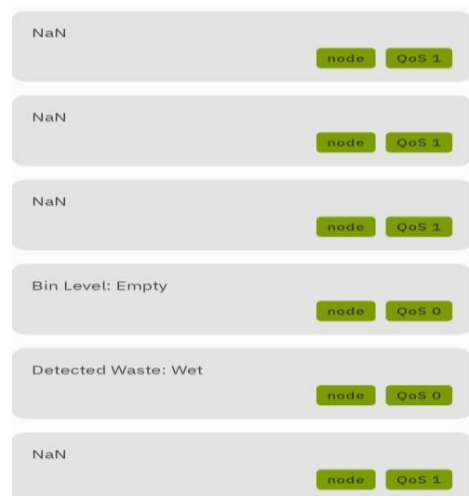 NaN
node QoS 1
NaN
node QoS 1
NaN
node QoS 1
Bin Level: Empty
node QoS 0
Detected Waste: Wet
node QoS 0
NaN
node QoS 1